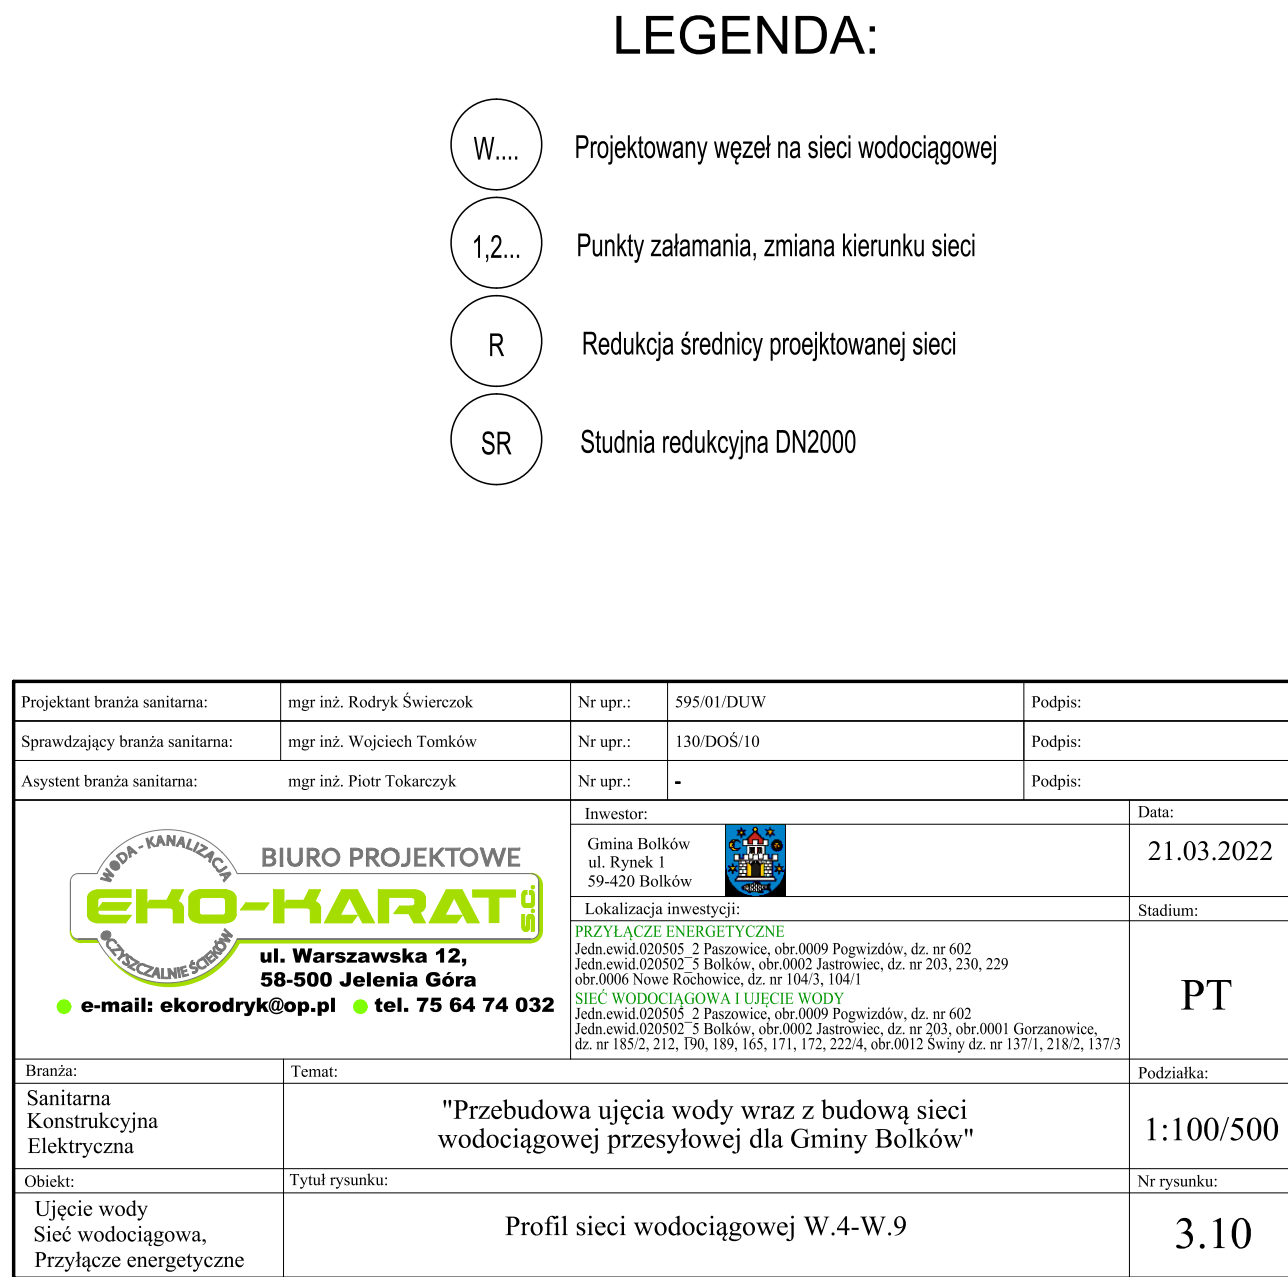 LEGENDA:
W.... Projektowany węzeł na sieci wodociągowej
1,2... Punkty załamania, zmiana kierunku sieci
R Redukcja średnicy proejktowanej sieci
SR Studnia redukcyjna DN2000
Projektant branża sanitarna: mgr inż. Rodryk Świerczok Nr upr.: 595/01/DUW Podpis:
Sprawdzający branża sanitarna: mgr inż. Wojciech Tomków Nr upr.: 130/DOŚ/10 Podpis:
Asystent branża sanitarna: mgr inż. Piotr Tokarczyk Nr upr.: - Podpis:
WODA - KANALIZACJA
BIURO PROJEKTOWE
EKO-KARAT S.C.
OCZYSZCZALNIE ŚCIEKÓW
ul. Warszawska 12,
58-500 Jelenia Góra
e-mail: ekorodryk@op.pl tel. 75 64 74 032
Inwestor:
Gmina Bolków
ul. Rynek 1
59-420 Bolków
Data:
21.03.2022
Lokalizacja inwestycji:
PRZYŁĄCZE ENERGETYCZNE
Jedn.ewid.020505_2 Paszowice, obr.0009 Pogwizdów, dz. nr 602
Jedn.ewid.020502_5 Bolków, obr.0002 Jastrowiec, dz. nr 203, 230, 229
obr.0006 Nowe Rochowice, dz. nr 104/3, 104/1
SIEĆ WODOCIĄGOWA I UJĘCIE WODY
Jedn.ewid.020505_2 Paszowice, obr.0009 Pogwizdów, dz. nr 602
Jedn.ewid.020502_5 Bolków, obr.0002 Jastrowiec, dz. nr 203, obr.0001 Gorzanowice,
dz. nr 185/2, 212, 190, 189, 165, 171, 172, 222/4, obr.0012 Świny dz. nr 137/1, 218/2, 137/3
Stadium:
PT
Branża:
Sanitarna
Konstrukcyjna
Elektryczna
Temat:
"Przebudowa ujęcia wody wraz z budową sieci
wodociągowej przesyłowej dla Gminy Bolków"
Podziałka:
1:100/500
Obiekt:
Ujęcie wody
Sieć wodociągowa,
Przyłącze energetyczne
Tytuł rysunku:
Profil sieci wodociągowej W.4-W.9
Nr rysunku:
3.10